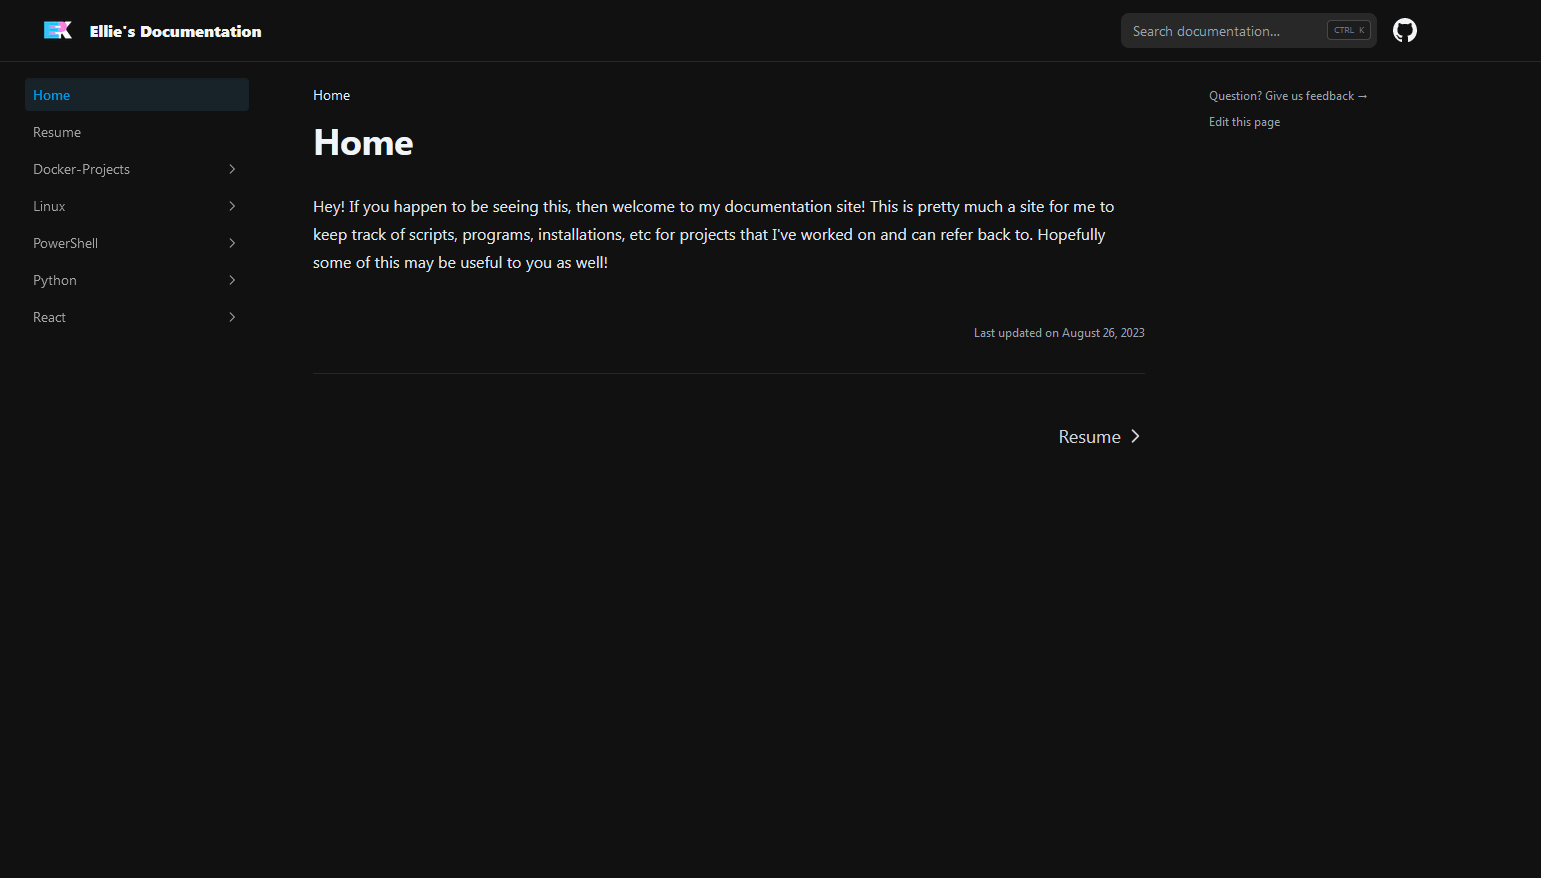 EK
Ellie's Documentation
Search documentation...
CTRL K
Home
Resume
Docker-Projects
Linux
PowerShell
Python
React
Home
Home
Hey! If you happen to be seeing this, then welcome to my documentation site! This is pretty much a site for me to
keep track of scripts, programs, installations, etc for projects that I've worked on and can refer back to. Hopefully
some of this may be useful to you as well!
Last updated on August 26, 2023
Resume
Question? Give us feedback →
Edit this page